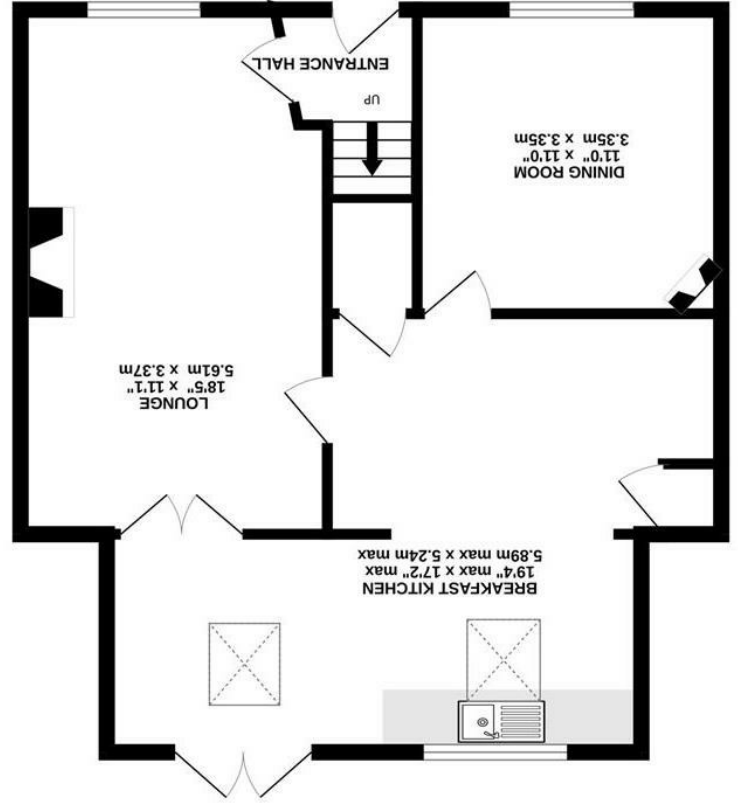 BREAKFAST KITCHEN
19'4" max x 17'2" max
5.89m max x 5.24m max
LOUNGE
18'5" x 11'1"
5.61m x 3.37m
DINING ROOM
11'0" x 11'0"
3.35m x 3.35m
UP
ENTRANCE HALL